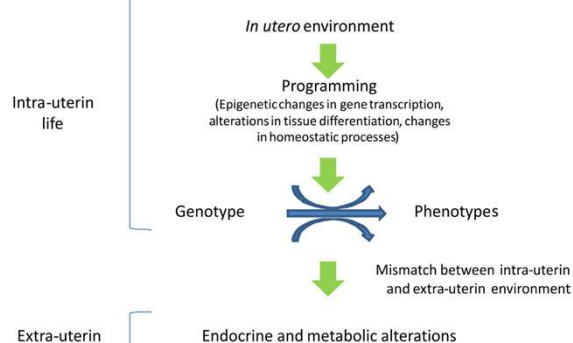 In utero environment
Programming
(Epigenetic changes in gene transcription,
alterations in tissue differentiation, changes
in homeostatic processes)
Intra-uterin
life
Genotype
Phenotypes
Mismatch between intra-uterin
and extra-uterin environment
Extra-uterin
Endocrine and metabolic alterations